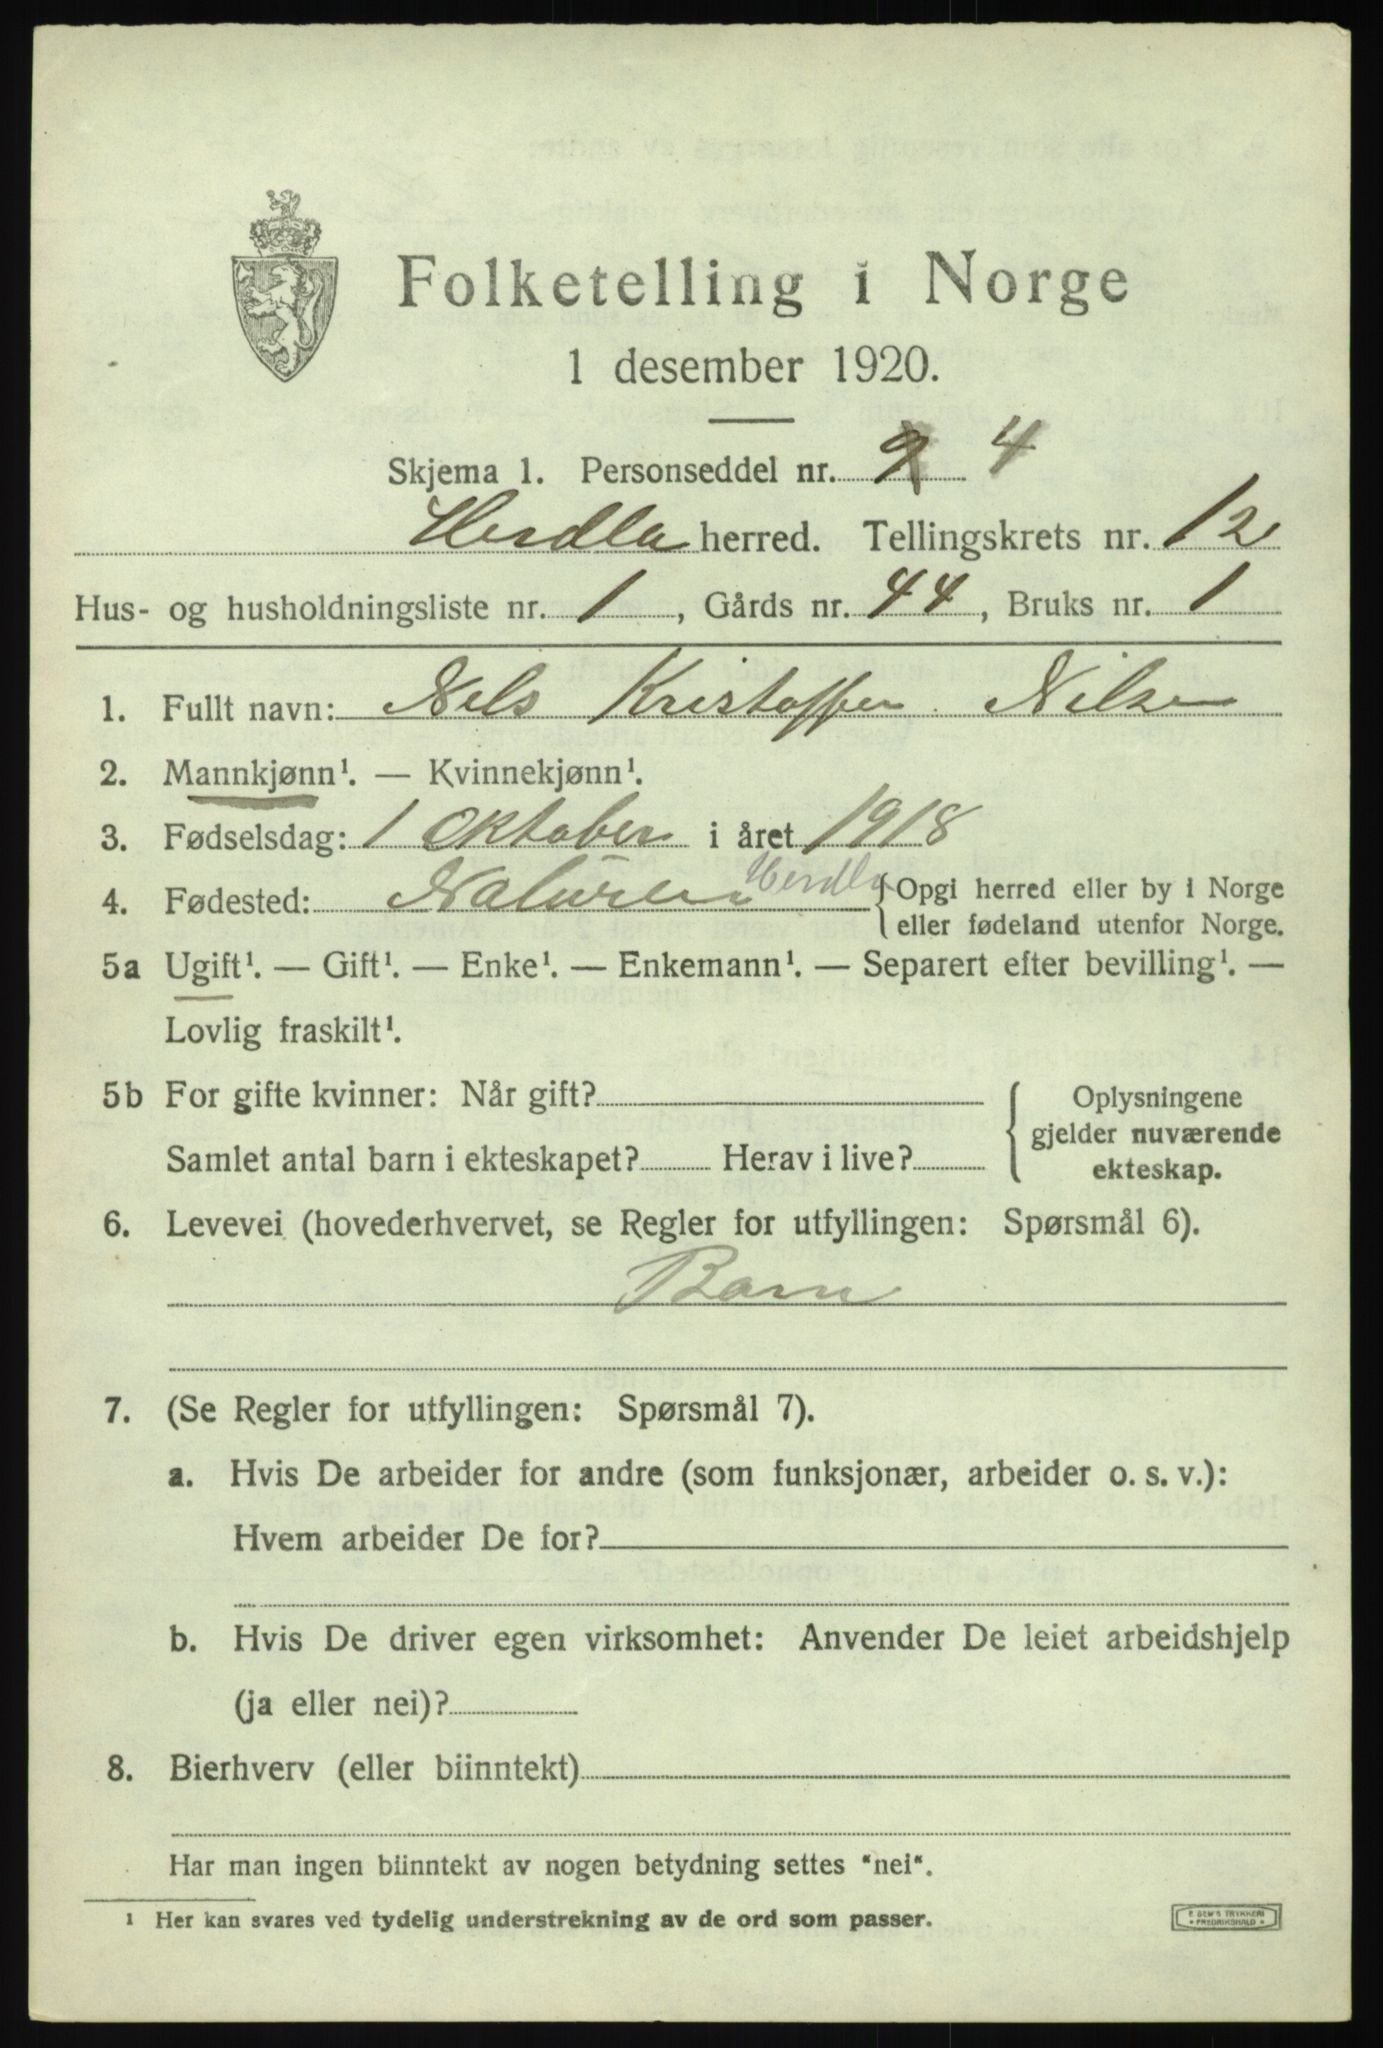 Folketelling i Norge
1 desember 1920.
Skjema 1. Personseddel nr. 4
Herdla herred. Tellingskrets nr. 12
Hus- og husholdningsliste nr. 1, Gårds nr. 44, Bruks nr. 1
1. Fullt navn: Nels Kristoffer Nilsen
2. Mannkjønn¹. — Kvinnekjønn¹.
3. Fødselsdag: 1 Oktober i året 1918
4. Fødested: Herdla {Opgi herred eller by i Norge
eller fødeland utenfor Norge.
5a Ugift¹. — Gift¹. — Enke¹. — Enkemann¹. — Separert efter bevilling¹. —
Lovlig fraskilt¹.
5b For gifte kvinner: Når gift?
Samlet antal barn i ekteskapet? Herav i live?
Oplysningene
gjelder nuværende
ekteskap.
6. Levevei (hovederhvervet, se Regler for utfyllingen: Spørsmål 6).
Barn
7. (Se Regler for utfyllingen: Spørsmål 7).
a. Hvis De arbeider for andre (som funksjonær, arbeider o. s. v.):
Hvem arbeider De for?
b. Hvis De driver egen virksomhet: Anvender De leiet arbeidshjelp
(ja eller nei)?
8. Bierhverv (eller biinntekt)
Har man ingen biinntekt av nogen betydning settes "nei".
¹ Her kan svares ved tydelig understrekning av de ord som passer.
E. SEM'S TRYKKERI
• FREDRIKSHALD •